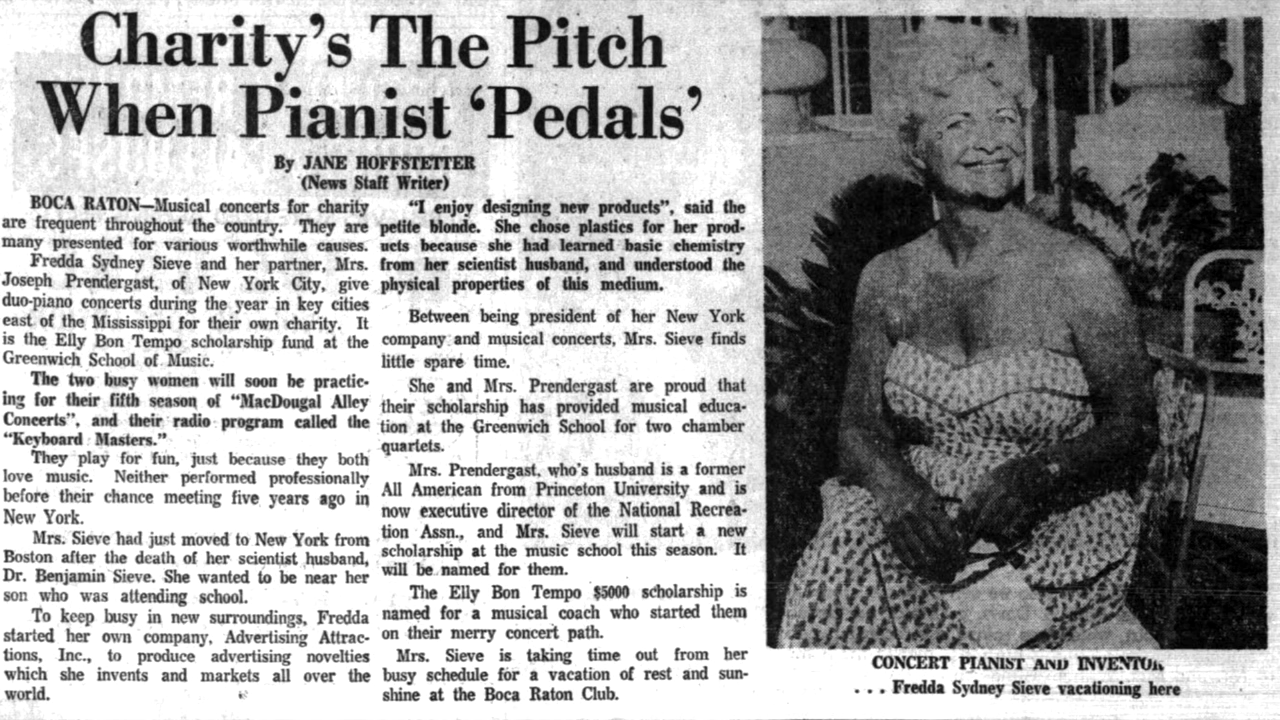 Charity's The Pitch
When Pianist 'Pedals'
By JANE HOFFSTETTER
(News Staff Writer)
BOCA RATON—Musical concerts for charity
are frequent throughout the country. They are
many presented for various worthwhile causes.
Fredda Sydney Sieve and her partner, Mrs.
Joseph Prendergast, of New York City, give
duo-piano concerts during the year in key cities
east of the Mississippi for their own charity. It
is the Elly Bon Tempo scholarship fund at the
Greenwich School of Music.
The two busy women will soon be practic-
ing for their fifth season of "MacDougal Alley
Concerts", and their radio program called the
"Keyboard Masters."
They play for fun, just because they both
love music. Neither performed professionally
before their chance meeting five years ago in
New York.
Mrs. Sieve had just moved to New York from
Boston after the death of her scientist husband,
Dr. Benjamin Sieve. She wanted to be near her
son who was attending school.
To keep busy in new surroundings, Fredda
started her own company, Advertising Attrac-
tions, Inc., to produce advertising novelties
which she invents and markets all over the
world.
"I enjoy designing new products", said the
petite blonde. She chose plastics for her prod-
ucts because she had learned basic chemistry
from her scientist husband, and understood the
physical properties of this medium.
Between being president of her New York
company and musical concerts, Mrs. Sieve finds
little spare time.
She and Mrs. Prendergast are proud that
their scholarship has provided musical educa-
tion at the Greenwich School for two chamber
quartets.
Mrs. Prendergast, who's husband is a former
All American from Princeton University and is
now executive director of the National Recrea-
tion Assn., and Mrs. Sieve will start a new
scholarship at the music school this season. It
will be named for them.
The Elly Bon Tempo $5000 scholarship is
named for a musical coach who started them
on their merry concert path.
Mrs. Sieve is taking time out from her
busy schedule for a vacation of rest and sun-
shine at the Boca Raton Club.
CONCERT PIANIST AND INVENTOR
. . . Fredda Sydney Sieve vacationing here